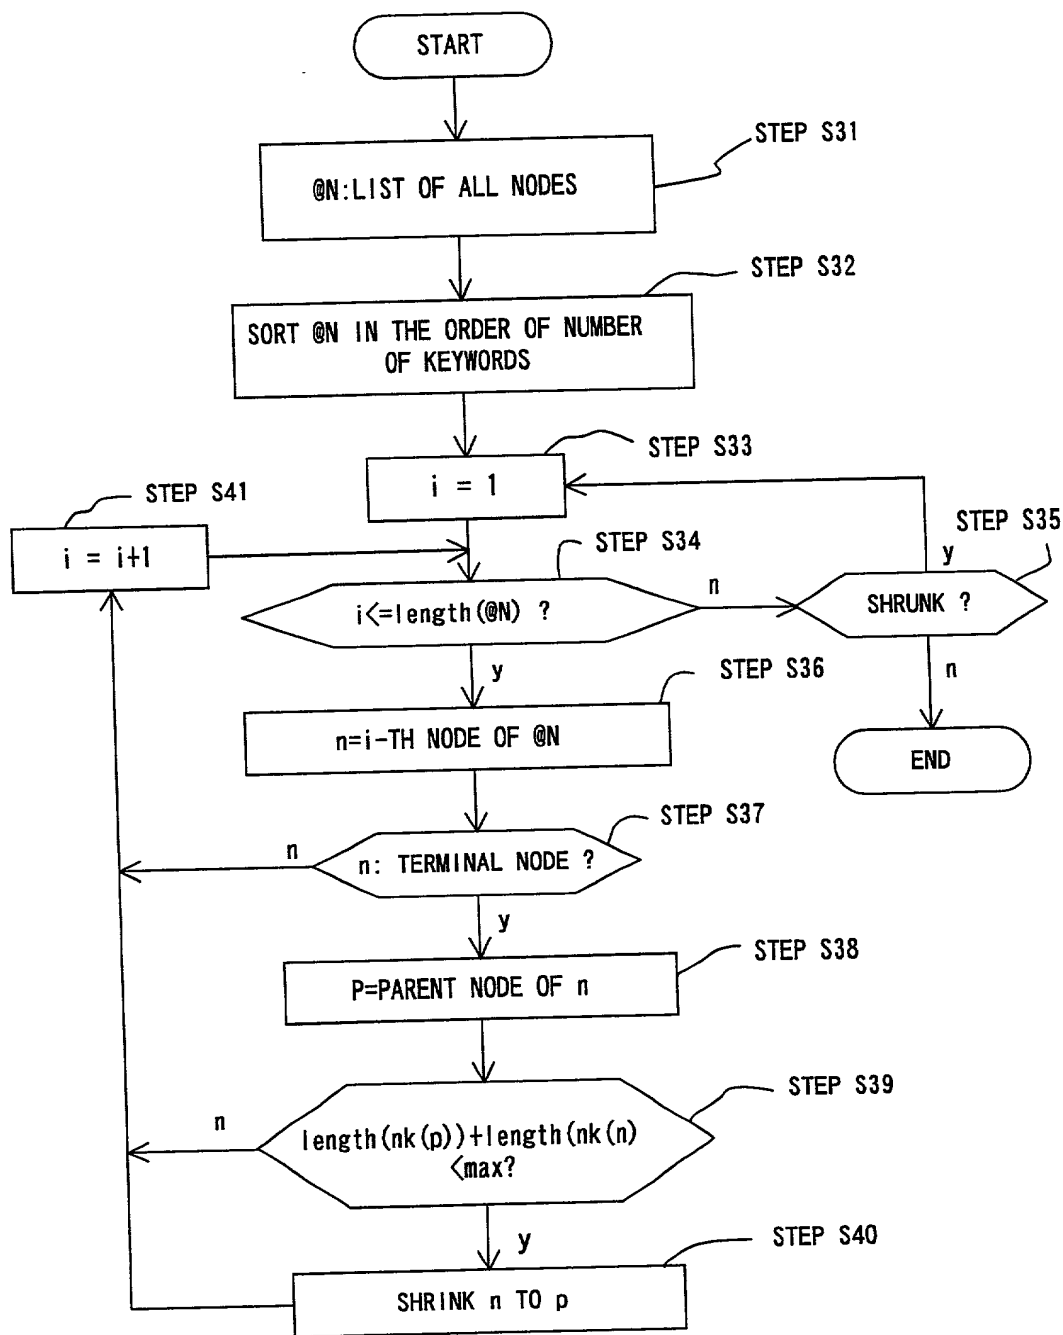 START
STEP S31
@N:LIST OF ALL NODES
STEP S32
SORT @N IN THE ORDER OF NUMBER
OF KEYWORDS
STEP S33
i = 1
STEP S41
i = i+1
STEP S34
i<=length(@N) ?
n
STEP S35
y
SHRUNK ?
n
END
y
STEP S36
n=i-TH NODE OF @N
STEP S37
n: TERMINAL NODE ?
n
y
STEP S38
P=PARENT NODE OF n
STEP S39
length(nk(p))+length(nk(n)
<max?
n
y
STEP S40
SHRINK n TO p